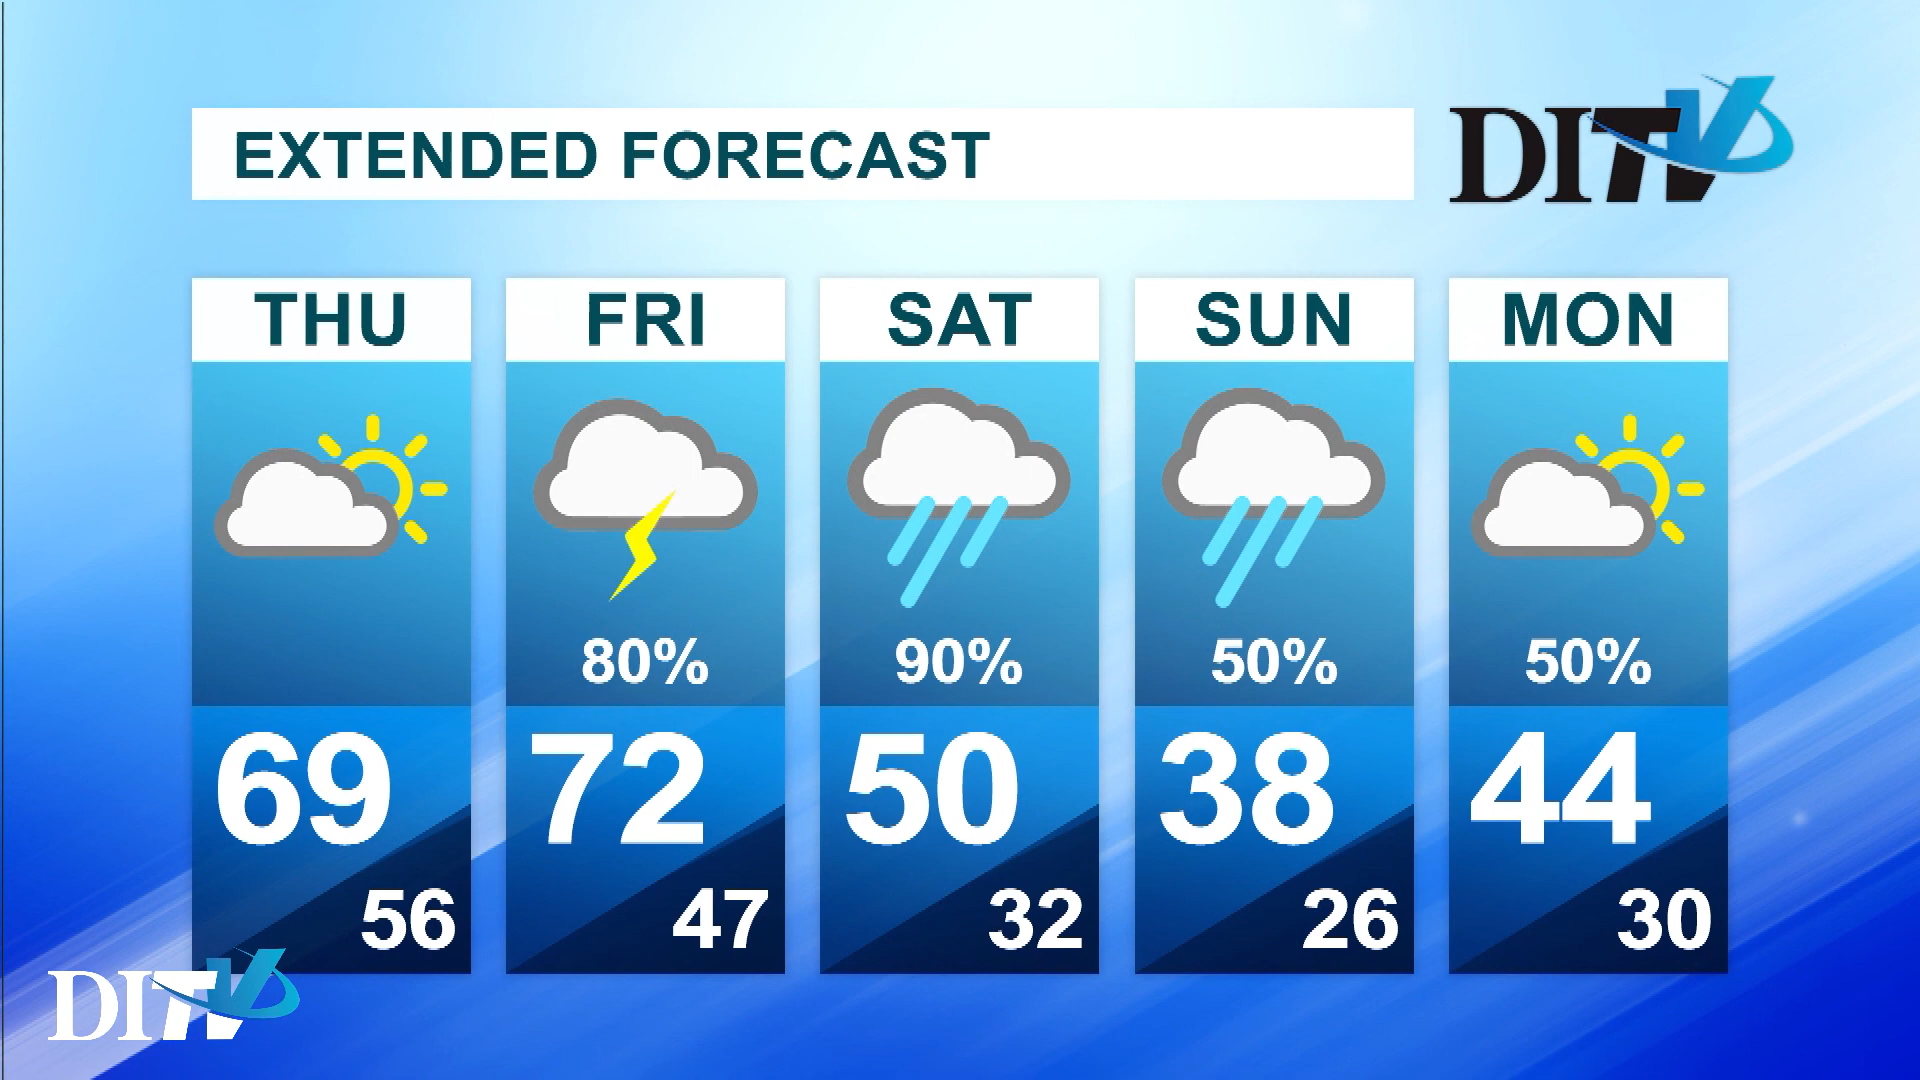 EXTENDED FORECAST
DITV
THU FRI SAT SUN MON
80% 90% 50% 50%
69 72 50 38 44
56 47 32 26 30
DITV